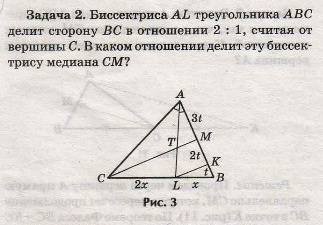 Задача 2. Биссектриса AL треугольника ABC
делит сторону BC в отношении 2 : 1, считая от
вершины C. В каком отношении делит эту биссек-
трису медиана CM?
A
3t
M
T
2t
K
t
C
2x
L
x
B
Рис. 3